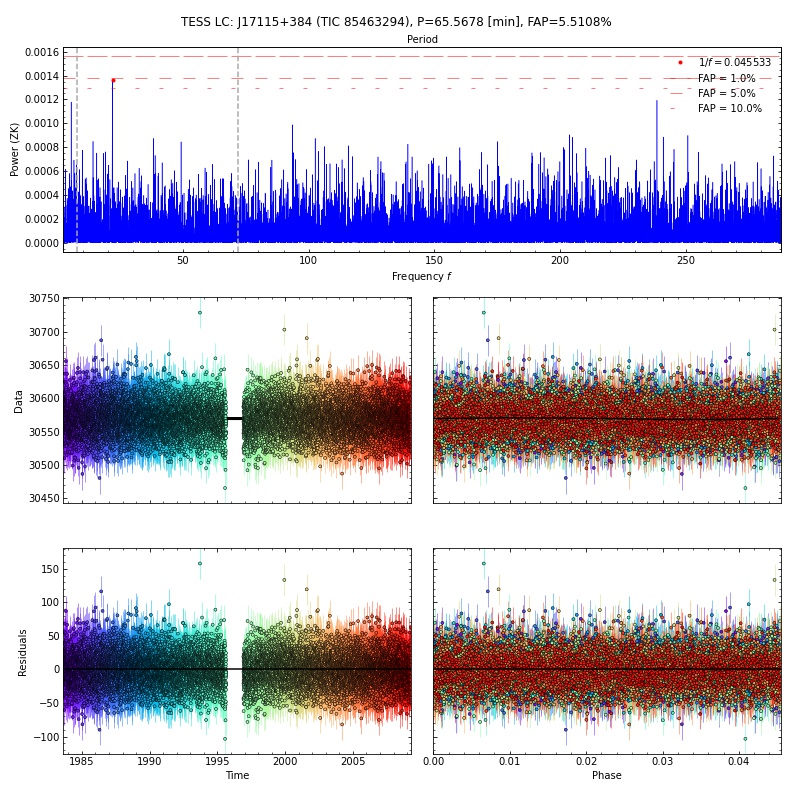 TESS LC: J17115+384 (TIC 85463294), P=65.5678 [min], FAP=5.5108%
Period
Power (ZK)
0.0016
0.0014
0.0012
0.0010
0.0008
0.0006
0.0004
0.0002
0.0000
1/f = 0.045533
FAP = 1.0%
FAP = 5.0%
FAP = 10.0%
50 100 150 200 250
Frequency f
Data
30750
30700
30650
30600
30550
30500
30450
Residuals
150
100
50
0
−50
−100
1985 1990 1995 2000 2005
Time
0.00 0.01 0.02 0.03 0.04
Phase